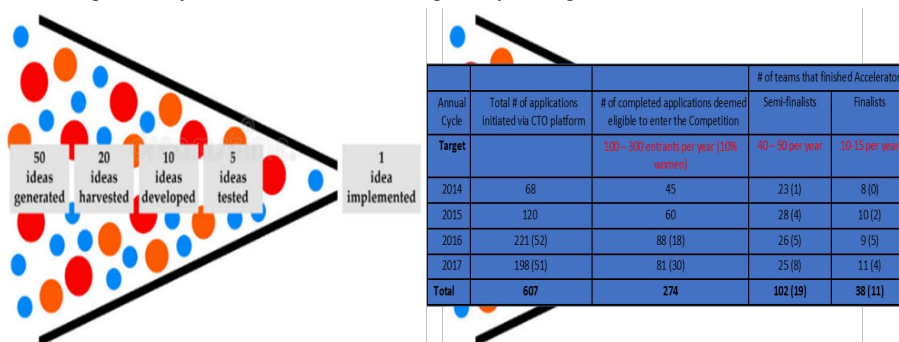 50
ideas
generated
20
ideas
harvested
10
ideas
developed
5
ideas
tested
1
idea
implemented
# of teams that finished Accelerator
Annual
Cycle
Total # of applications
initiated via CTO platform
# of completed applications deemed
eligible to enter the Competition
Semi-finalists
Finalists
Target
100 – 300 entrants per year (10%
women)
40 – 50 per year
10-15 per year
2014
68
45
23 (1)
8 (0)
2015
120
60
28 (4)
10 (2)
2016
221 (52)
88 (18)
26 (5)
9 (5)
2017
198 (51)
81 (30)
25 (8)
11 (4)
Total
607
274
102 (19)
38 (11)